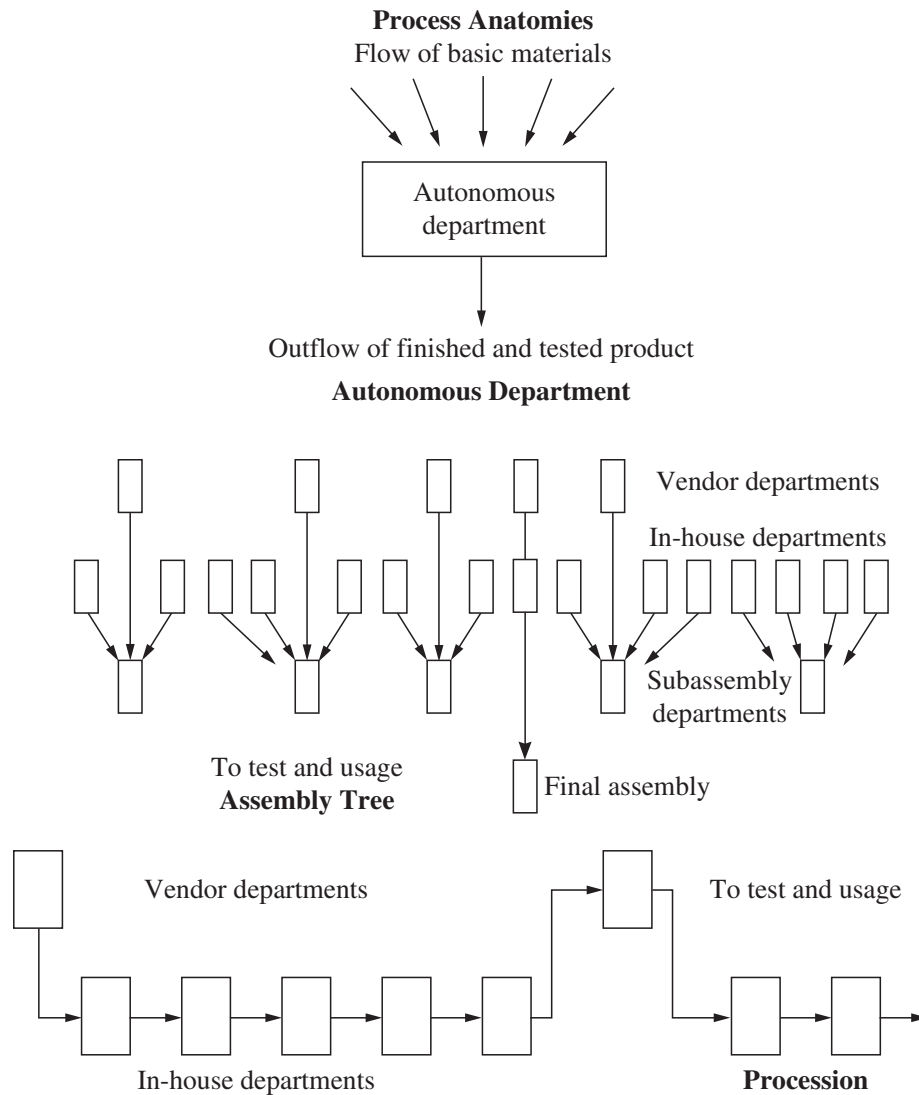 Process Anatomies
Flow of basic materials
Autonomous
department
Outflow of finished and tested product
Autonomous Department
Vendor departments
In-house departments
Subassembly
departments
To test and usage
Assembly Tree
Final assembly
Vendor departments
To test and usage
In-house departments
Procession